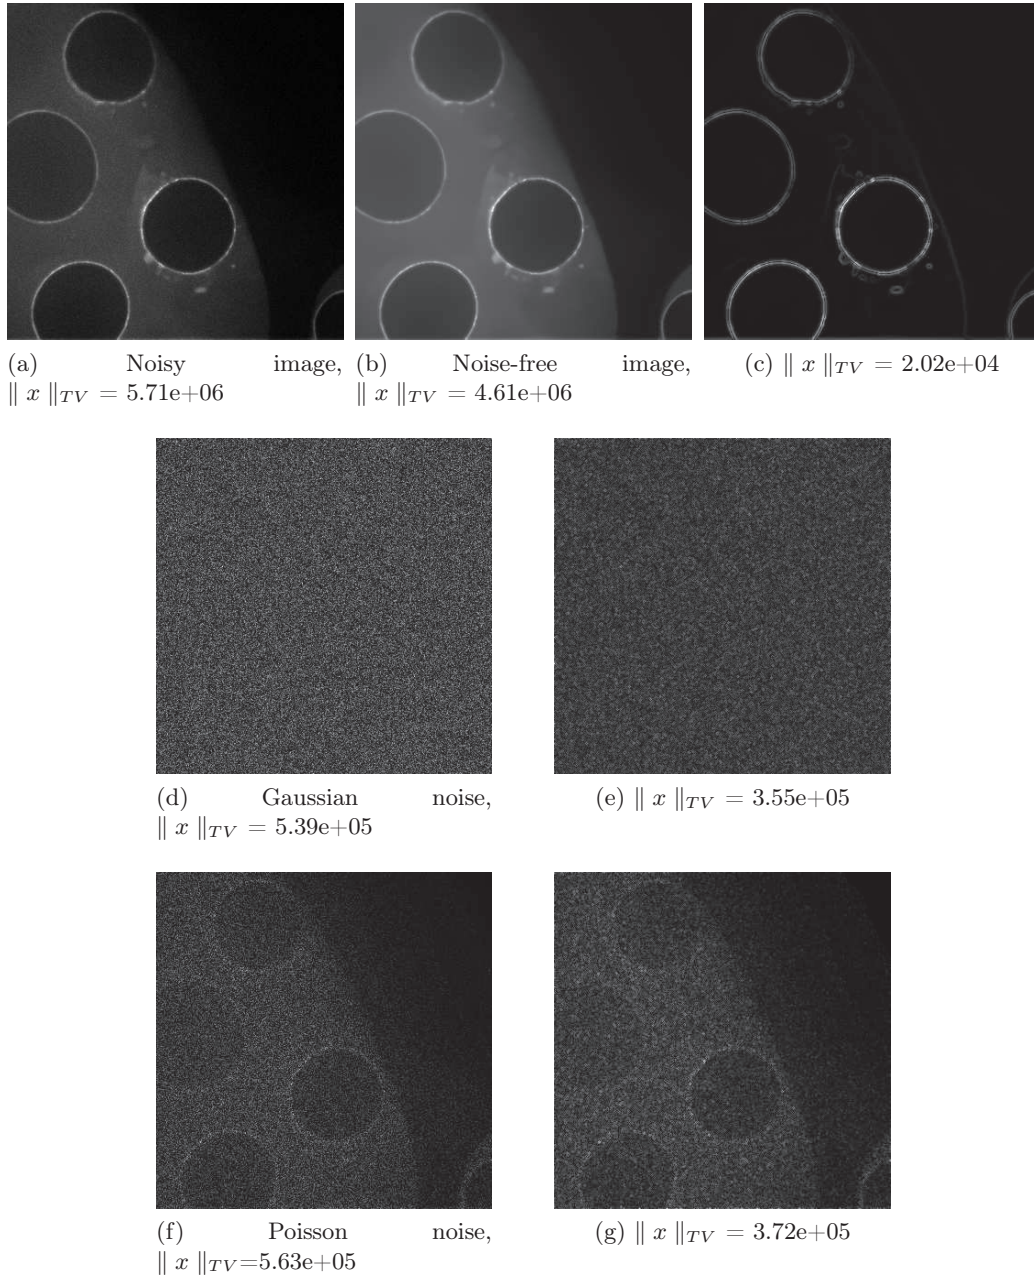 (a) Noisy image,
‖ x ‖TV = 5.71e+06
(b) Noise-free image,
‖ x ‖TV = 4.61e+06
(c) ‖ x ‖TV = 2.02e+04
(d) Gaussian noise,
‖ x ‖TV = 5.39e+05
(e) ‖ x ‖TV = 3.55e+05
(f) Poisson noise,
‖ x ‖TV=5.63e+05
(g) ‖ x ‖TV = 3.72e+05